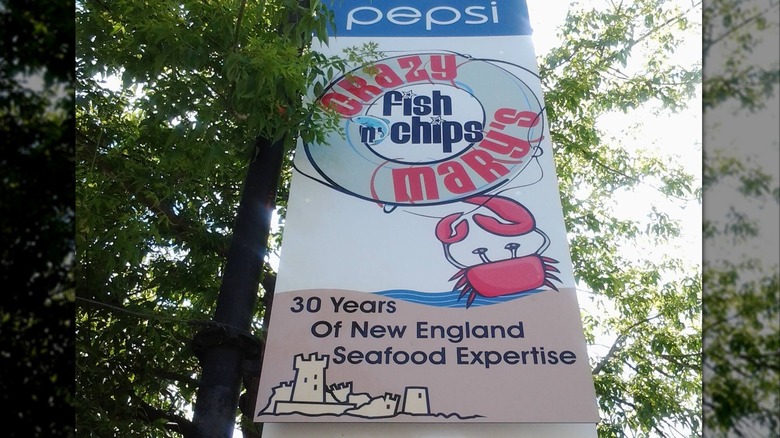 pepsi
CRAZY
fish
n' chips
MARY'S
30 Years
Of New England
Seafood Expertise